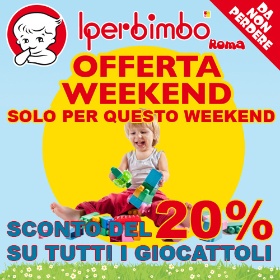 Iperbimbo
Roma
DA NON
PERDERE
OFFERTA
WEEKEND
SOLO PER QUESTO WEEKEND
SCONTO DEL 20%
SU TUTTI I GIOCATTOLI